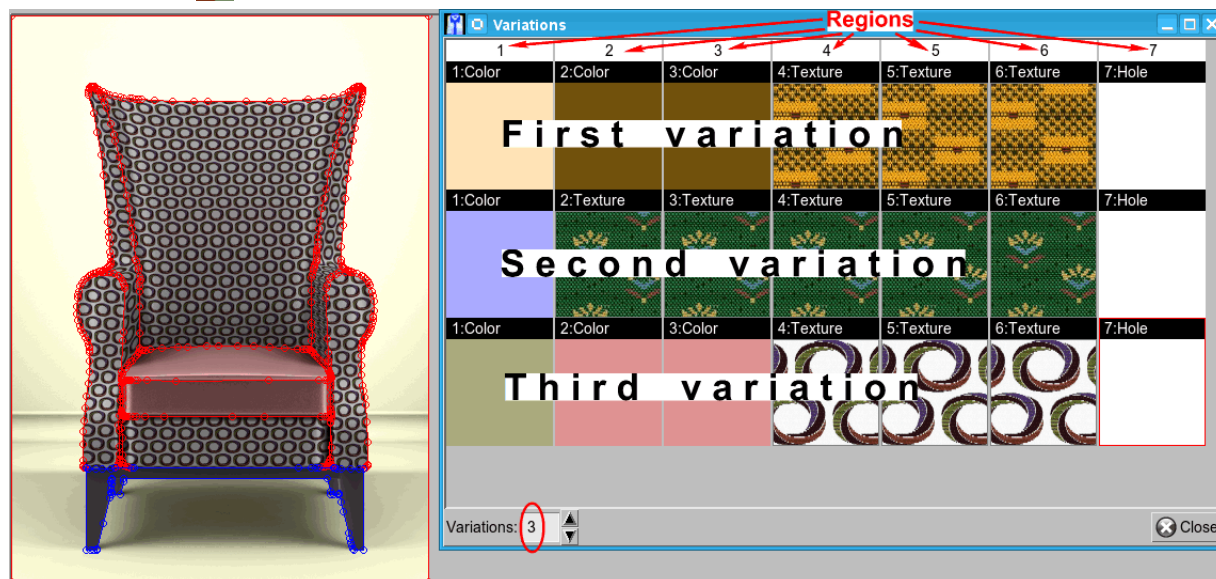 Variations
Regions
1 2 3 4 5 6 7
1:Color 2:Color 3:Color 4:Texture 5:Texture 6:Texture 7:Hole
First variation
1:Color 2:Texture 3:Texture 4:Texture 5:Texture 6:Texture 7:Hole
Second variation
1:Color 2:Color 3:Color 4:Texture 5:Texture 6:Texture 7:Hole
Third variation
Variations: 3
Close